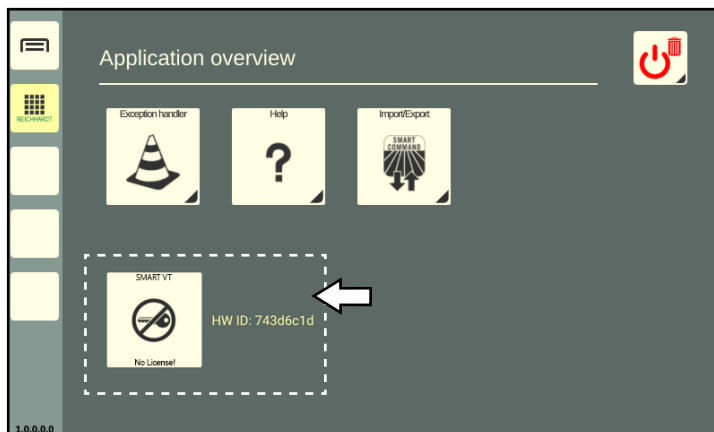 Application overview
REICHHARDT
Exception handler
Help
?
Import/Export
SMART
COMMAND
SMART VT
HW ID: 743d6c1d
No License!
1.0.0.0.0